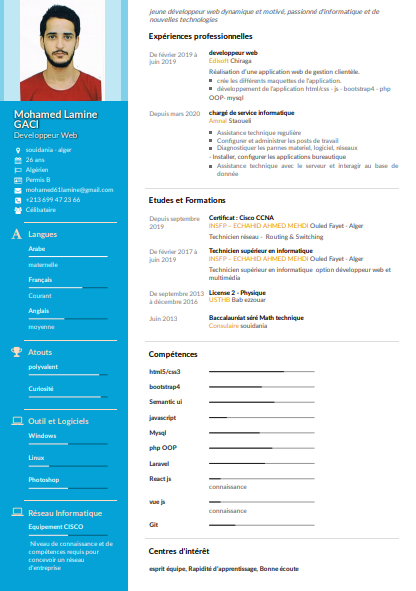 Mohamed Lamine
GACI
Developpeur Web
souidania - alger
26 ans
Algérien
Permis B
mohamed61lamine@gmail.com
+213 699 47 23 66
Célibataire
Langues
Arabe
maternelle
Français
Courant
Anglais
moyenne
Atouts
polyvalent
Curiosité
Outil et Logiciels
Windows
Linux
Photoshop
Réseau Informatique
Equipement CISCO
Niveau de connaissance et de
compétences requis pour
concevoir un réseau
d'entreprise
jeune développeur web dynamique et motivé, passionné d'informatique et de
nouvelles technologies
Expériences professionnelles
De février 2019 à
juin 2019
developpeur web
Edisoft Chiraga
Réalisation d'une application web de gestion clientèle.
crée les différents maquettes de l'application.
développement de l'application html/css - js - bootstrap4 - php
OOP- mysql
Depuis mars 2020
chargé de service informatique
Amnal Staoueli
Assistance technique regulière
Configurer et administrer les posts de travail
Diagnostiquer les pannes materiel, logiciel, réseaux
- Installer, configurer les applications bureautique
Assistance technique avec le serveur et interagir au base de
donnée
Etudes et Formations
Depuis septembre
2019
Certificat : Cisco CCNA
INSFP – ECHAHID AHMED MEHDI Ouled Fayet - Alger
Technicien réseau - Routing & Switching
De février 2017 à
juin 2019
Technicien supérieur en informatique
INSFP – ECHAHID AHMED MEHDI Ouled Fayet - Alger
Technicien supérieur en informatique option développeur web et
multimédia
De septembre 2013
à décembre 2016
License 2 - Physique
USTHB Bab ezzouar
Juin 2013
Baccalauréat série Math technique
Consulaire souidania
Compétences
html5/css3
bootstrap4
Semantic ui
javascript
Mysql
php OOP
Laravel
React js
connaissance
vue js
connaissance
Git
Centres d'intérêt
esprit équipe, Rapidité d'apprentissage, Bonne écoute